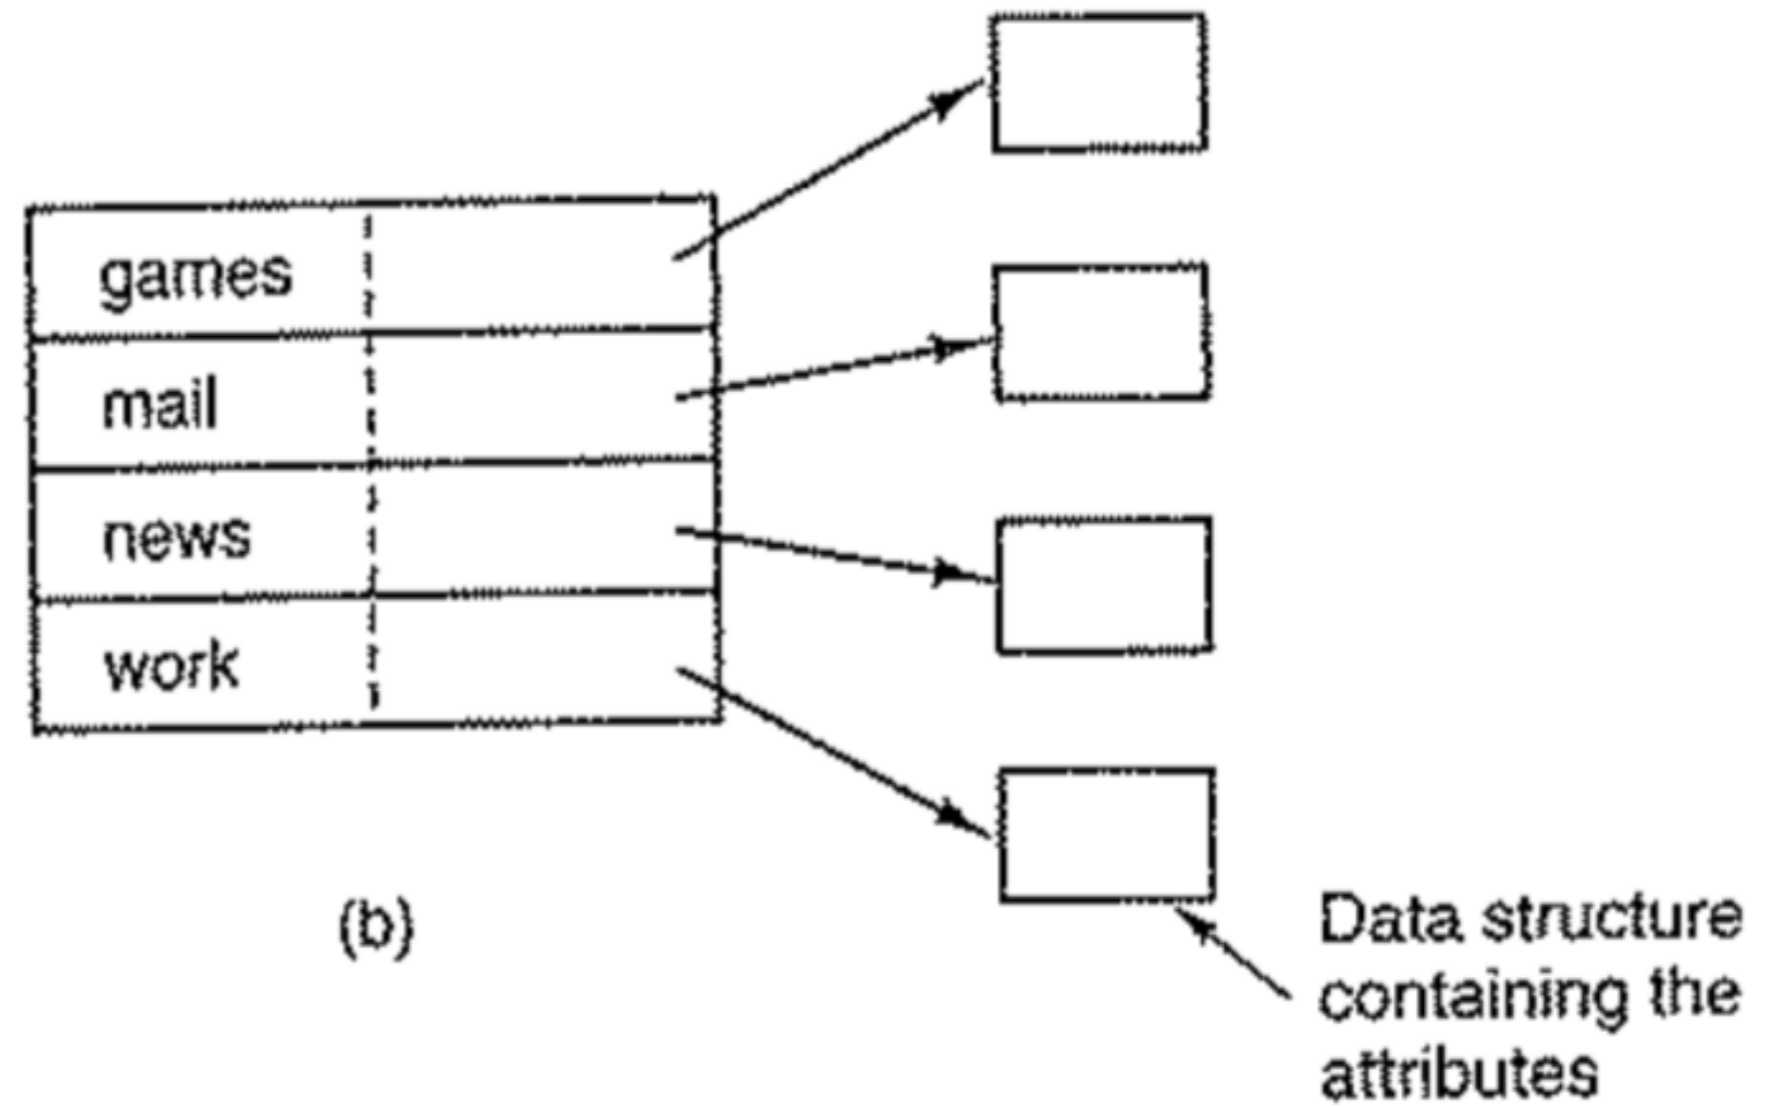 games
mail
news
work
(b)
Data structure
containing the
attributes